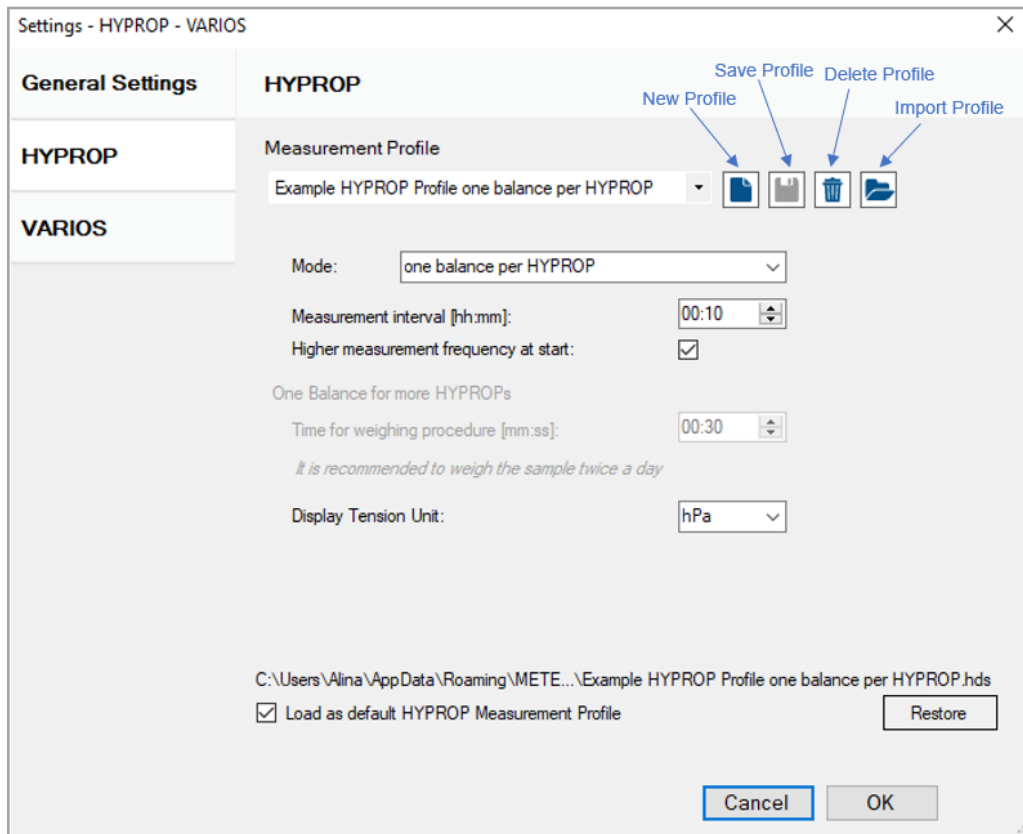 Settings - HYPROP - VARIOS
General Settings
HYPROP
VARIOS
HYPROP
New Profile
Save Profile
Delete Profile
Import Profile
Measurement Profile
Example HYPROP Profile one balance per HYPROP
Mode: one balance per HYPROP
Measurement interval [hh:mm]: 00:10
Higher measurement frequency at start:
One Balance for more HYPROPs
Time for weighing procedure [mm:ss]: 00:30
It is recommended to weigh the sample twice a day
Display Tension Unit: hPa
C:\Users\Alina\AppData\Roaming\METE...\Example HYPROP Profile one balance per HYPROP.hds
Load as default HYPROP Measurement Profile
Restore
Cancel
OK